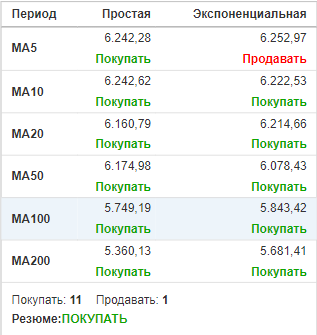 Период Простая Экспоненциальная
MA5 6.242,28 6.252,97
Покупать Продавать
MA10 6.242,62 6.222,53
Покупать Покупать
MA20 6.160,79 6.214,66
Покупать Покупать
MA50 6.174,98 6.078,43
Покупать Покупать
MA100 5.749,19 5.843,42
Покупать Покупать
MA200 5.360,13 5.681,41
Покупать Покупать
Покупать: 11 Продавать: 1
Резюме:ПОКУПАТЬ